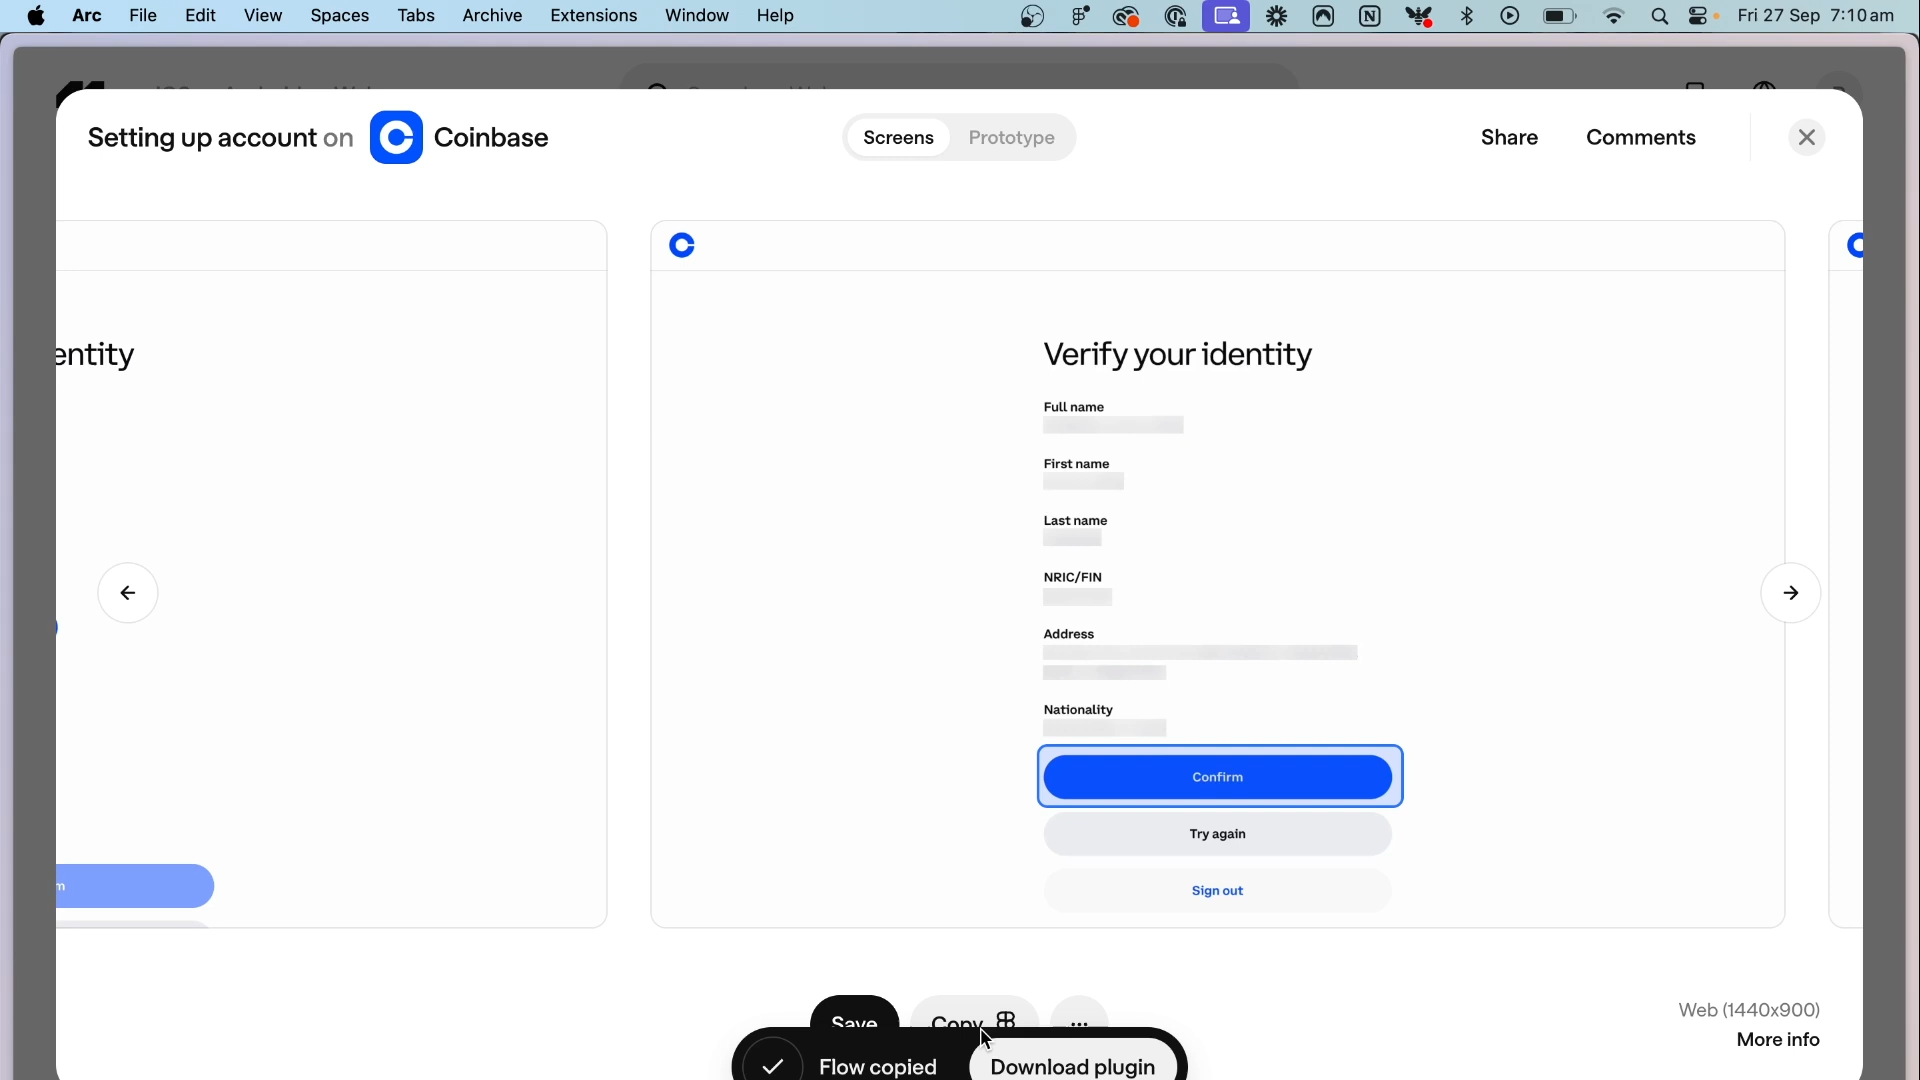 Arc File Edit View Spaces Tabs Archive Extensions Window Help Fri 27 Sep 7:10 am
Setting up account on Coinbase Screens Prototype Share Comments
entity
Verify your identity
Full name
First name
Last name
NRIC/FIN
Address
Nationality
Confirm
m
Try again
Sign out
Save Copy ...
Web (1440x900)
More info
Flow copied Download plugin